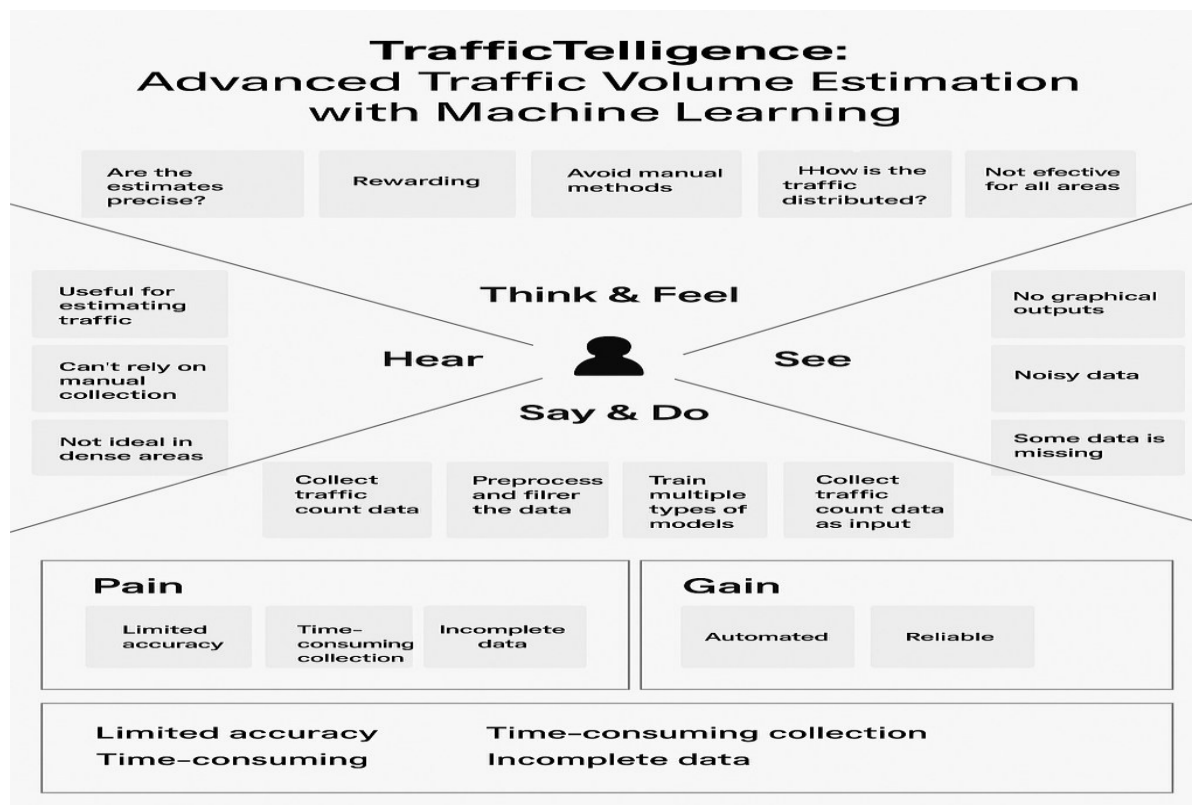 TrafficTelligence:
Advanced Traffic Volume Estimation
with Machine Learning
Are the
estimates
precise?
Rewarding
Avoid manual
methods
HHow is the
traffic
distributed?
Not efective
for all areas
Think & Feel
Hear
See
Say & Do
Useful for
estimating
traffic
Can't rely on
manual
collection
Not ideal in
dense areas
No graphical
outputs
Noisy data
Some data is
missing
Collect
traffic
count data
Preprocess
and filrer
the data
Train
multiple
types of
models
Collect
traffic
count data
as input
Pain
Limited
accuracy
Time-
consuming
collection
Incomplete
data
Gain
Automated
Reliable
Limited accuracy
Time-consuming
Time-consuming collection
Incomplete data